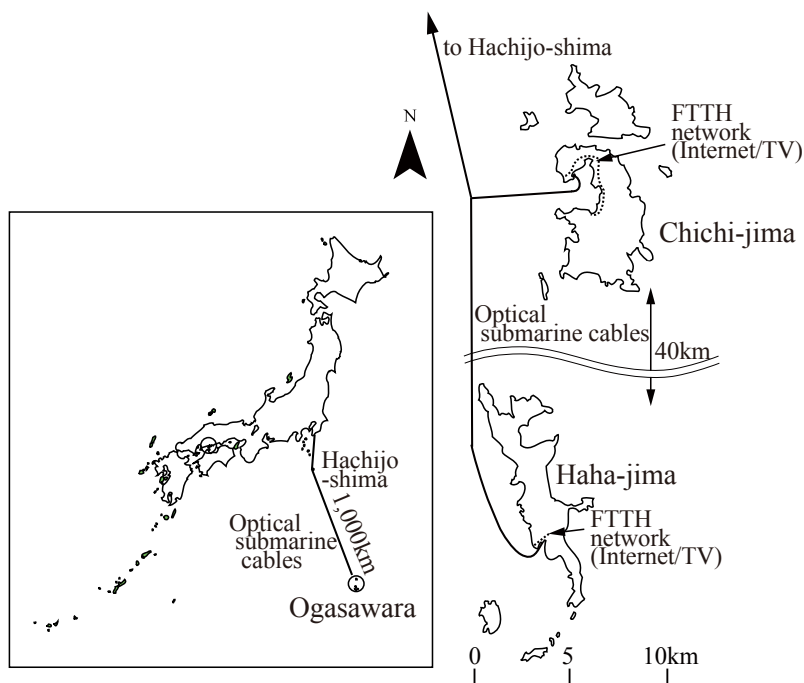 to Hachijo-shima
N
FTTH
network
(Internet/TV)
Chichi-jima
Optical
submarine cables
40km
Haha-jima
FTTH
network
(Internet/TV)
0 5 10km
Hachijo
-shima
1,000km
Optical
submarine
cables
Ogasawara